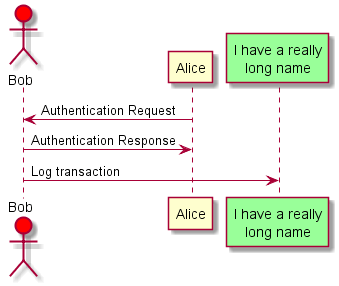 Bob
Alice
I have a really
long name
Authentication Request
Authentication Response
Log transaction
Bob
Alice
I have a really
long name